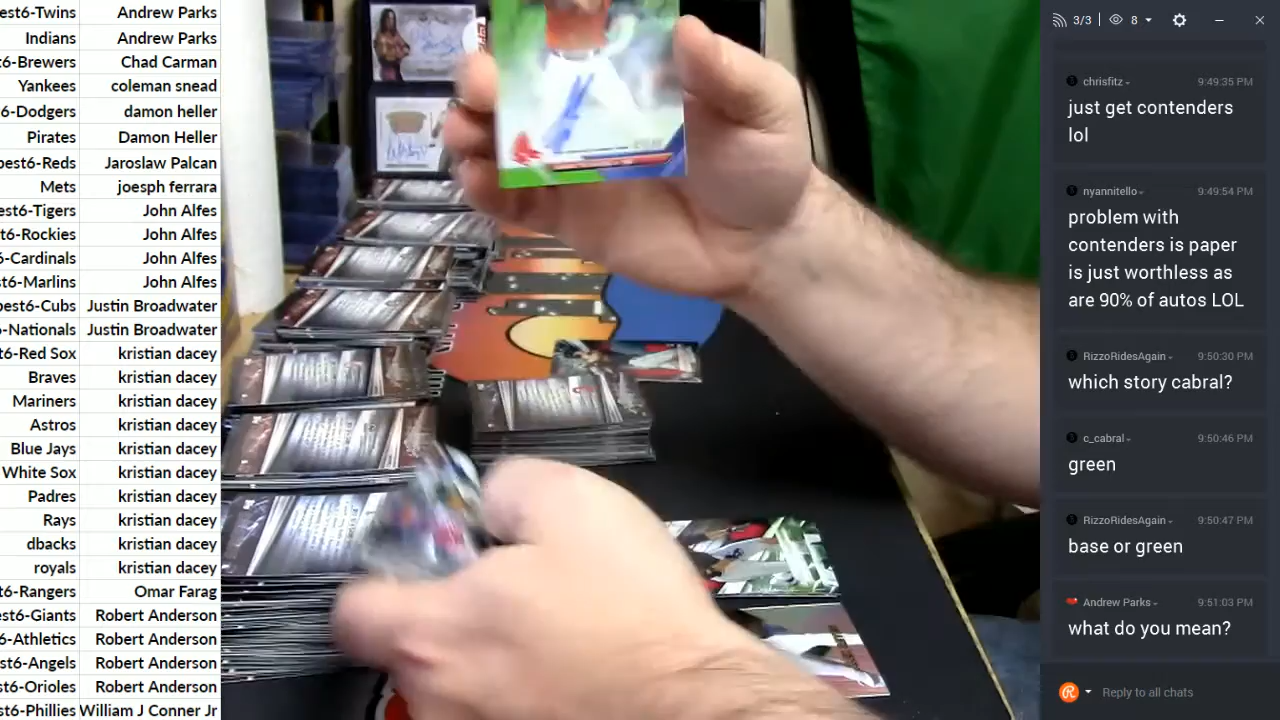 est6-Twins Andrew Parks
Indians Andrew Parks
6-Brewers Chad Carman
Yankees coleman snead
6-Dodgers damon heller
Pirates Damon Heller
pest6-Reds Jaroslaw Palcan
Mets joesph ferrara
est6-Tigers John Alfes
t6-Rockies John Alfes
6-Cardinals John Alfes
t6-Marlins John Alfes
pest6-Cubs Justin Broadwater
6-Nationals Justin Broadwater
t6-Red Sox kristian dacey
Braves kristian dacey
Mariners kristian dacey
Astros kristian dacey
Blue Jays kristian dacey
White Sox kristian dacey
Padres kristian dacey
Rays kristian dacey
dbacks kristian dacey
royals kristian dacey
t6-Rangers Omar Farag
est6-Giants Robert Anderson
6-Athletics Robert Anderson
est6-Angels Robert Anderson
st6-Orioles Robert Anderson
st6-Phillies William J Conner Jr
3/3 8
chrisfitz 9:49:35 PM
just get contenders
lol
nyannitello 9:49:54 PM
problem with
contenders is paper
is just worthless as
are 90% of autos LOL
RizzoRidesAgain 9:50:30 PM
which story cabral?
c_cabral 9:50:46 PM
green
RizzoRidesAgain 9:50:47 PM
base or green
Andrew Parks 9:51:03 PM
what do you mean?
Reply to all chats